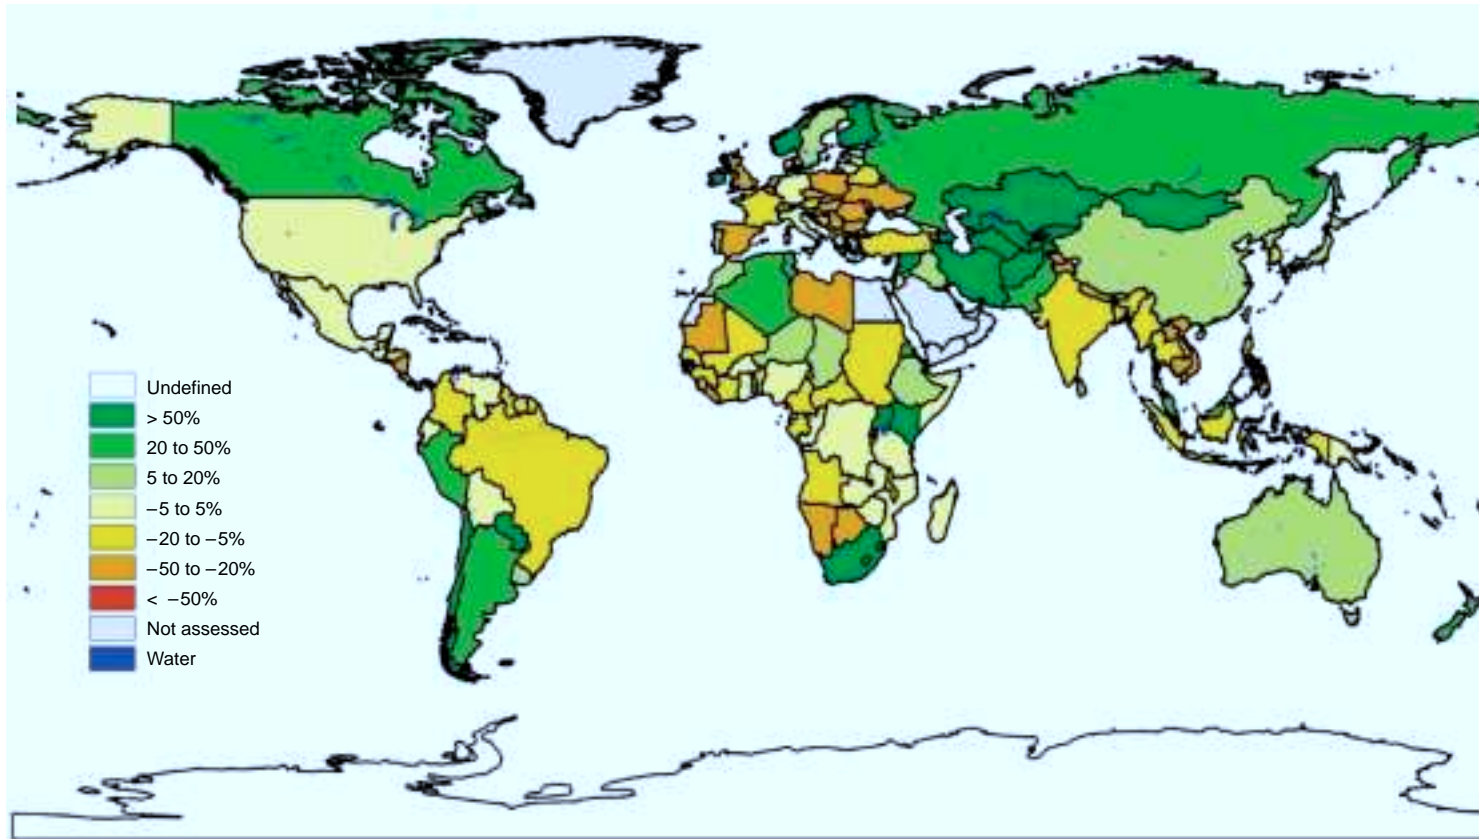 Undefined
> 50%
20 to 50%
5 to 20%
−5 to 5%
−20 to −5%
−50 to −20%
< −50%
Not assessed
Water